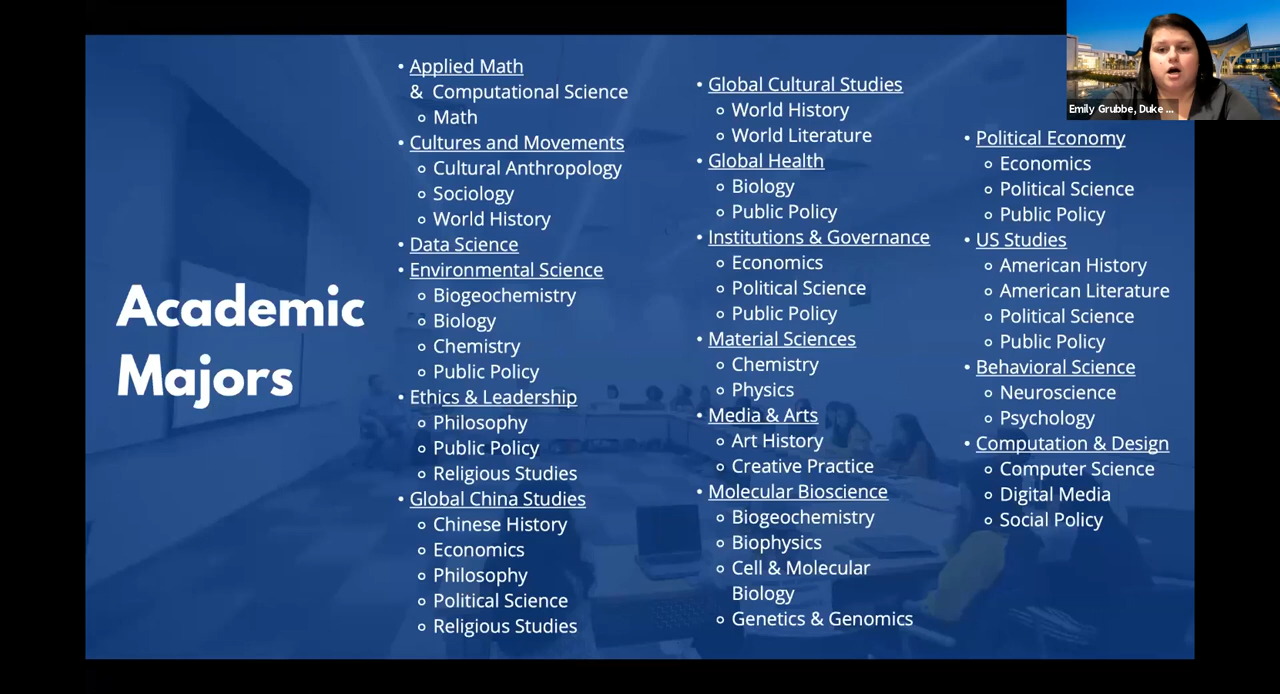 Academic
Majors
• Applied Math
& Computational Science
Math
• Cultures and Movements
Cultural Anthropology
Sociology
World History
• Data Science
• Environmental Science
Biogeochemistry
Biology
Chemistry
Public Policy
• Ethics & Leadership
Philosophy
Public Policy
Religious Studies
• Global China Studies
Chinese History
Economics
Philosophy
Political Science
Religious Studies
• Global Cultural Studies
World History
World Literature
• Global Health
Biology
Public Policy
• Institutions & Governance
Economics
Political Science
Public Policy
• Material Sciences
Chemistry
Physics
• Media & Arts
Art History
Creative Practice
• Molecular Bioscience
Biogeochemistry
Biophysics
Cell & Molecular
Biology
Genetics & Genomics
• Political Economy
Economics
Political Science
Public Policy
• US Studies
American History
American Literature
Political Science
Public Policy
• Behavioral Science
Neuroscience
Psychology
• Computation & Design
Computer Science
Digital Media
Social Policy
Emily Grubbe, Duke ...